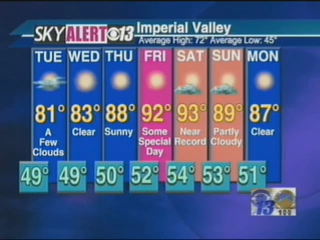 SKY ALERT 13 Imperial Valley
Average High: 72° Average Low: 45°
TUE WED THU FRI SAT SUN MON
81° 83° 88° 92° 93° 89° 87°
A Few Clouds
Clear
Sunny
Some Special Day
Near Record
Partly Cloudy
Clear
49° 49° 50° 52° 54° 53° 51°
13